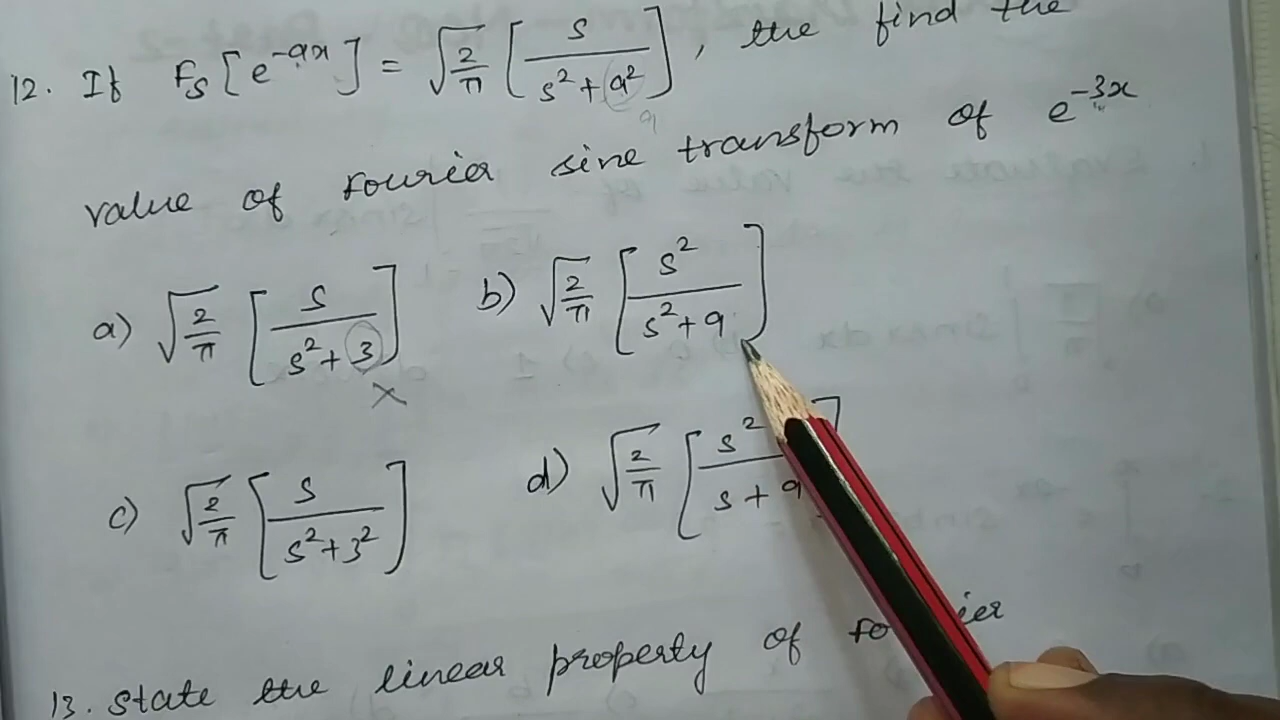 12. If Fs[e^-ax] = √2/π [s/s²+a²], the find the
value of Fourier sine transform of e^-3x
a) √2/π [s/s²+3] b) √2/π [s²/s²+9]
×
c) √2/π [s/s²+3²] d) √2/π [s²/s+9]
13. State the linear property of